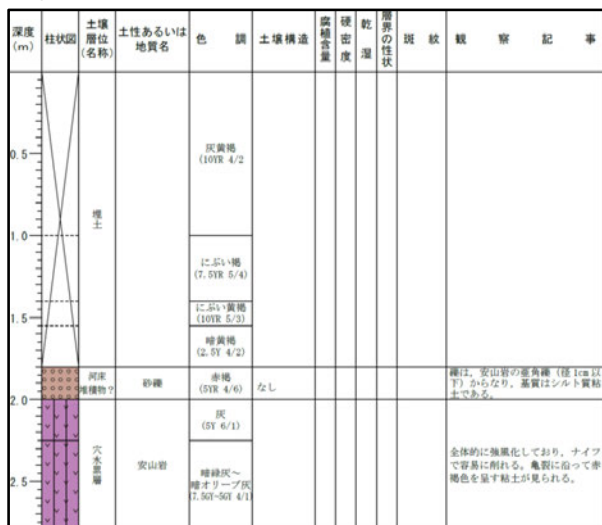 深度
(m)
柱状図
土壌
層位
(名称)
土性あるいは
地質名
色 調
土壌構造
腐植含量
硬密度
乾湿
層界の性状
斑 紋
観 察 記 事
0.5
1.0
1.5
2.0
2.5
埋土
灰黄褐
(10YR 4/2
にぶい褐
(7.5YR 5/4)
にぶい黄褐
(10YR 5/3)
暗黄褐
(2.5Y 4/2)
河床
堆積物?
砂礫
赤褐
(5YR 4/6)
なし
礫は、安山岩の亜角礫(径1cm以
下)からなり、基質はシルト質粘
土である。
穴水累層
安山岩
灰
(5Y 6/1)
暗緑灰~
暗オリーブ灰
(7.5GY~5GY 4/1)
全体的に強風化しており、ナイフ
で容易に削れる。亀裂に沿って赤
褐色を呈す粘土が見られる。